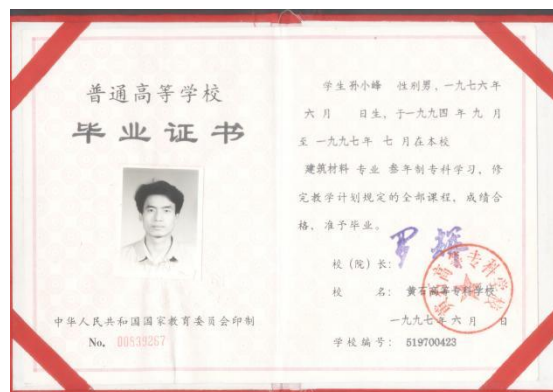 普通高等学校
毕业证书
中华人民共和国国家教育委员会印制
No. 00539267
学生孙小峰 性别男，一九七六年
六月 日生，于一九九四年九月
至一九九七年 七月在本校
建筑材料 专业 叁年制专科学习，修
完教学计划规定的全部课程，成绩合
格，准予毕业。
校（院）长：
校 名：黄石高等专科学校
一九九七年六月 日
学校编号：519700423